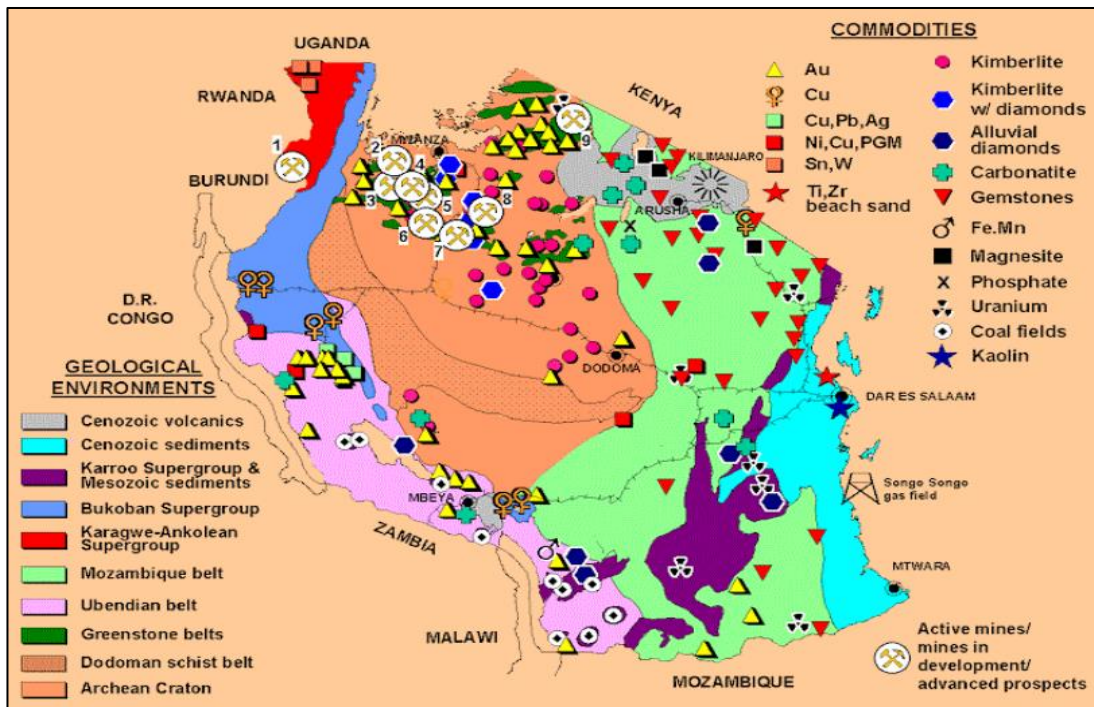 UGANDA
RWANDA
BURUNDI
D.R.
CONGO
KENYA
ZAMBIA
MALAWI
MOZAMBIQUE
KILIMANJARO
ARUSHA
DODOMA
DAR ES SALAAM
Songo Songo
gas field
MTWARA
MBEYA
1
2
3
4
5
6
7
8
9
COMMODITIES
Au
Cu
Cu,Pb,Ag
Ni,Cu,PGM
Sn,W
Kimberlite
Kimberlite
w/ diamonds
Alluvial
diamonds
Carbonatite
Gemstones
Ti,Zr
beach sand
Fe.Mn
Magnesite
Phosphate
Uranium
Coal fields
Kaolin
GEOLOGICAL
ENVIRONMENTS
Cenozoic volcanics
Cenozoic sediments
Karroo Supergroup &
Mesozoic sediments
Bukoban Supergroup
Karagwe-Ankolean
Supergroup
Mozambique belt
Ubendian belt
Greenstone belts
Dodoman schist belt
Archean Craton
Active mines/
mines in
development/
advanced prospects